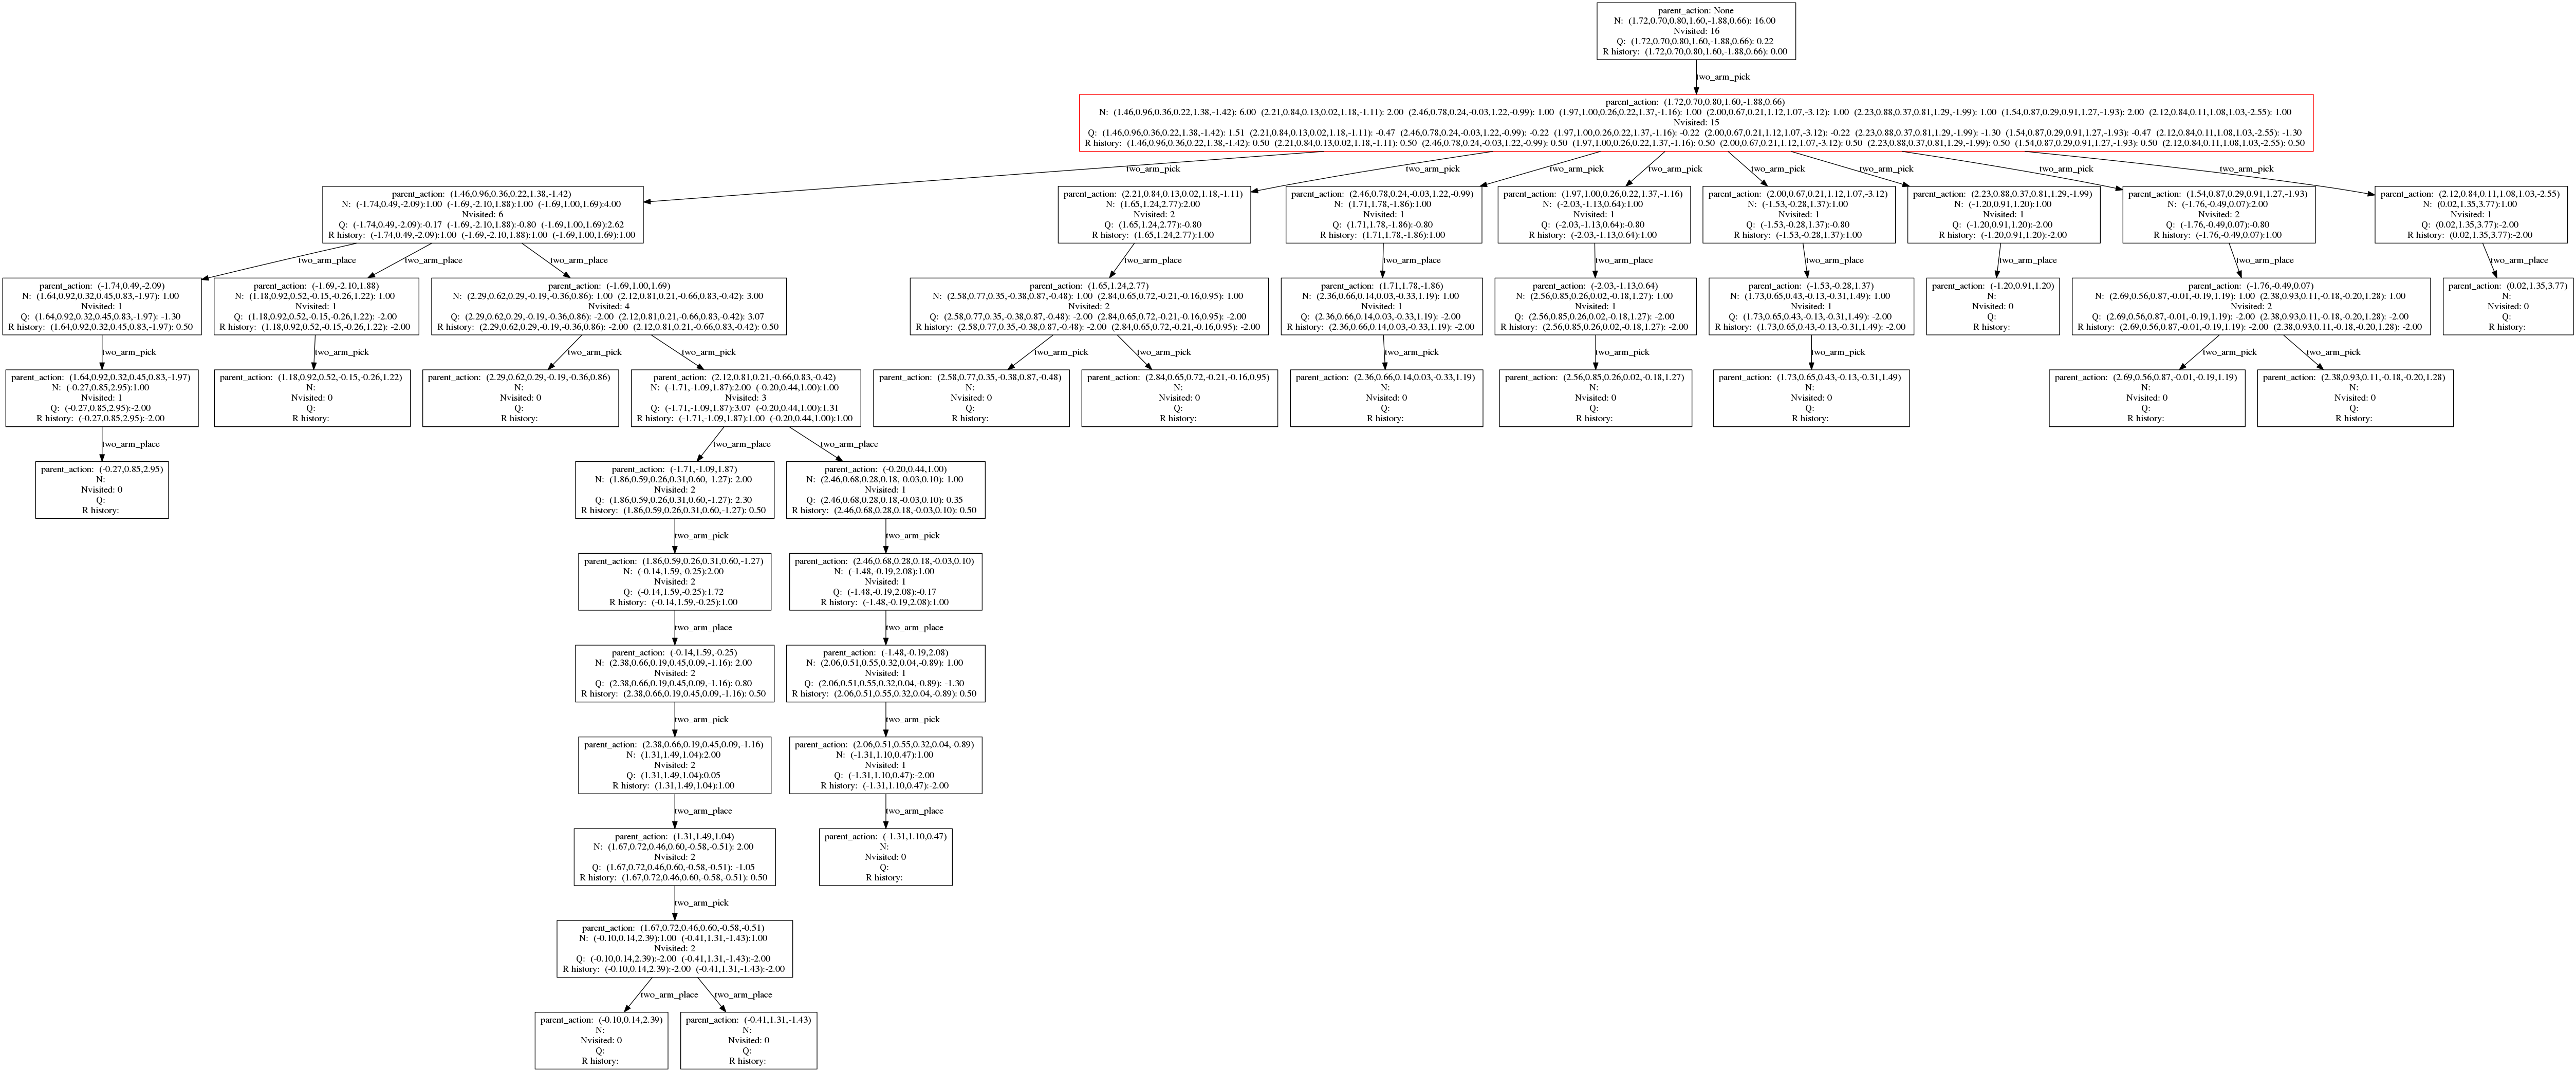 parent_action: None
N: (1.72,0.70,0.80,1.60,-1.88,0.66): 16.00
Nvisited: 16
Q: (1.72,0.70,0.80,1.60,-1.88,0.66): 0.22
R history: (1.72,0.70,0.80,1.60,-1.88,0.66): 0.00
two_arm_pick
parent_action: (1.72,0.70,0.80,1.60,-1.88,0.66)
N: (1.46,0.96,0.36,0.22,1.38,-1.42): 6.00 (2.21,0.84,0.13,0.02,1.18,-1.11): 2.00 (2.46,0.78,0.24,-0.03,1.22,-0.99): 1.00 (1.97,1.00,0.26,0.22,1.37,-1.16): 1.00 (2.00,0.67,0.21,1.12,1.07,-3.12): 1.00 (2.23,0.88,0.37,0.81,1.29,-1.99): 1.00 (1.54,0.87,0.29,0.91,1.27,-1.93): 2.00 (2.12,0.84,0.11,1.08,1.03,-2.55): 1.00
Nvisited: 15
Q: (1.46,0.96,0.36,0.22,1.38,-1.42): 1.51 (2.21,0.84,0.13,0.02,1.18,-1.11): -0.47 (2.46,0.78,0.24,-0.03,1.22,-0.99): -0.22 (1.97,1.00,0.26,0.22,1.37,-1.16): -0.22 (2.00,0.67,0.21,1.12,1.07,-3.12): -0.22 (2.23,0.88,0.37,0.81,1.29,-1.99): -1.30 (1.54,0.87,0.29,0.91,1.27,-1.93): -0.47 (2.12,0.84,0.11,1.08,1.03,-2.55): -1.30
R history: (1.46,0.96,0.36,0.22,1.38,-1.42): 0.50 (2.21,0.84,0.13,0.02,1.18,-1.11): 0.50 (2.46,0.78,0.24,-0.03,1.22,-0.99): 0.50 (1.97,1.00,0.26,0.22,1.37,-1.16): 0.50 (2.00,0.67,0.21,1.12,1.07,-3.12): 0.50 (2.23,0.88,0.37,0.81,1.29,-1.99): 0.50 (1.54,0.87,0.29,0.91,1.27,-1.93): 0.50 (2.12,0.84,0.11,1.08,1.03,-2.55): 0.50
two_arm_pick
two_arm_pick
two_arm_pick
two_arm_pick
two_arm_pick
two_arm_pick
two_arm_pick
two_arm_pick
parent_action: (1.46,0.96,0.36,0.22,1.38,-1.42)
N: (-1.74,0.49,-2.09):1.00 (-1.69,-2.10,1.88):1.00 (-1.69,1.00,1.69):4.00
Nvisited: 6
Q: (-1.74,0.49,-2.09):-0.17 (-1.69,-2.10,1.88):-0.80 (-1.69,1.00,1.69):2.62
R history: (-1.74,0.49,-2.09):1.00 (-1.69,-2.10,1.88):1.00 (-1.69,1.00,1.69):1.00
parent_action: (2.21,0.84,0.13,0.02,1.18,-1.11)
N: (1.65,1.24,2.77):2.00
Nvisited: 2
Q: (1.65,1.24,2.77):-0.80
R history: (1.65,1.24,2.77):1.00
parent_action: (2.46,0.78,0.24,-0.03,1.22,-0.99)
N: (1.71,1.78,-1.86):1.00
Nvisited: 1
Q: (1.71,1.78,-1.86):-0.80
R history: (1.71,1.78,-1.86):1.00
parent_action: (1.97,1.00,0.26,0.22,1.37,-1.16)
N: (-2.03,-1.13,0.64):1.00
Nvisited: 1
Q: (-2.03,-1.13,0.64):-0.80
R history: (-2.03,-1.13,0.64):1.00
parent_action: (2.00,0.67,0.21,1.12,1.07,-3.12)
N: (-1.53,-0.28,1.37):1.00
Nvisited: 1
Q: (-1.53,-0.28,1.37):-0.80
R history: (-1.53,-0.28,1.37):1.00
parent_action: (2.23,0.88,0.37,0.81,1.29,-1.99)
N: (-1.20,0.91,1.20):1.00
Nvisited: 1
Q: (-1.20,0.91,1.20):-2.00
R history: (-1.20,0.91,1.20):-2.00
parent_action: (1.54,0.87,0.29,0.91,1.27,-1.93)
N: (-1.76,-0.49,0.07):2.00
Nvisited: 2
Q: (-1.76,-0.49,0.07):-0.80
R history: (-1.76,-0.49,0.07):1.00
parent_action: (2.12,0.84,0.11,1.08,1.03,-2.55)
N: (0.02,1.35,3.77):1.00
Nvisited: 1
Q: (0.02,1.35,3.77):-2.00
R history: (0.02,1.35,3.77):-2.00
two_arm_place
two_arm_place
two_arm_place
two_arm_place
two_arm_place
two_arm_place
two_arm_place
two_arm_place
two_arm_place
two_arm_place
parent_action: (-1.74,0.49,-2.09)
N: (1.64,0.92,0.32,0.45,0.83,-1.97): 1.00
Nvisited: 1
Q: (1.64,0.92,0.32,0.45,0.83,-1.97): -1.30
R history: (1.64,0.92,0.32,0.45,0.83,-1.97): 0.50
parent_action: (-1.69,-2.10,1.88)
N: (1.18,0.92,0.52,-0.15,-0.26,1.22): 1.00
Nvisited: 1
Q: (1.18,0.92,0.52,-0.15,-0.26,1.22): -2.00
R history: (1.18,0.92,0.52,-0.15,-0.26,1.22): -2.00
parent_action: (-1.69,1.00,1.69)
N: (2.29,0.62,0.29,-0.19,-0.36,0.86): 1.00 (2.12,0.81,0.21,-0.66,0.83,-0.42): 3.00
Nvisited: 4
Q: (2.29,0.62,0.29,-0.19,-0.36,0.86): -2.00 (2.12,0.81,0.21,-0.66,0.83,-0.42): 3.07
R history: (2.29,0.62,0.29,-0.19,-0.36,0.86): -2.00 (2.12,0.81,0.21,-0.66,0.83,-0.42): 0.50
parent_action: (1.65,1.24,2.77)
N: (2.58,0.77,0.35,-0.38,0.87,-0.48): 1.00 (2.84,0.65,0.72,-0.21,-0.16,0.95): 1.00
Nvisited: 2
Q: (2.58,0.77,0.35,-0.38,0.87,-0.48): -2.00 (2.84,0.65,0.72,-0.21,-0.16,0.95): -2.00
R history: (2.58,0.77,0.35,-0.38,0.87,-0.48): -2.00 (2.84,0.65,0.72,-0.21,-0.16,0.95): -2.00
parent_action: (1.71,1.78,-1.86)
N: (2.36,0.66,0.14,0.03,-0.33,1.19): 1.00
Nvisited: 1
Q: (2.36,0.66,0.14,0.03,-0.33,1.19): -2.00
R history: (2.36,0.66,0.14,0.03,-0.33,1.19): -2.00
parent_action: (-2.03,-1.13,0.64)
N: (2.56,0.85,0.26,0.02,-0.18,1.27): 1.00
Nvisited: 1
Q: (2.56,0.85,0.26,0.02,-0.18,1.27): -2.00
R history: (2.56,0.85,0.26,0.02,-0.18,1.27): -2.00
parent_action: (-1.53,-0.28,1.37)
N: (1.73,0.65,0.43,-0.13,-0.31,1.49): 1.00
Nvisited: 1
Q: (1.73,0.65,0.43,-0.13,-0.31,1.49): -2.00
R history: (1.73,0.65,0.43,-0.13,-0.31,1.49): -2.00
parent_action: (-1.20,0.91,1.20)
N:
Nvisited: 0
Q:
R history:
parent_action: (-1.76,-0.49,0.07)
N: (2.69,0.56,0.87,-0.01,-0.19,1.19): 1.00 (2.38,0.93,0.11,-0.18,-0.20,1.28): 1.00
Nvisited: 2
Q: (2.69,0.56,0.87,-0.01,-0.19,1.19): -2.00 (2.38,0.93,0.11,-0.18,-0.20,1.28): -2.00
R history: (2.69,0.56,0.87,-0.01,-0.19,1.19): -2.00 (2.38,0.93,0.11,-0.18,-0.20,1.28): -2.00
parent_action: (0.02,1.35,3.77)
N:
Nvisited: 0
Q:
R history:
two_arm_pick
two_arm_pick
two_arm_pick
two_arm_pick
two_arm_pick
two_arm_pick
two_arm_pick
two_arm_pick
two_arm_pick
two_arm_pick
two_arm_pick
parent_action: (1.64,0.92,0.32,0.45,0.83,-1.97)
N: (-0.27,0.85,2.95):1.00
Nvisited: 1
Q: (-0.27,0.85,2.95):-2.00
R history: (-0.27,0.85,2.95):-2.00
parent_action: (1.18,0.92,0.52,-0.15,-0.26,1.22)
N:
Nvisited: 0
Q:
R history:
parent_action: (2.29,0.62,0.29,-0.19,-0.36,0.86)
N:
Nvisited: 0
Q:
R history:
parent_action: (2.12,0.81,0.21,-0.66,0.83,-0.42)
N: (-1.71,-1.09,1.87):2.00 (-0.20,0.44,1.00):1.00
Nvisited: 3
Q: (-1.71,-1.09,1.87):3.07 (-0.20,0.44,1.00):1.31
R history: (-1.71,-1.09,1.87):1.00 (-0.20,0.44,1.00):1.00
parent_action: (2.58,0.77,0.35,-0.38,0.87,-0.48)
N:
Nvisited: 0
Q:
R history:
parent_action: (2.84,0.65,0.72,-0.21,-0.16,0.95)
N:
Nvisited: 0
Q:
R history:
parent_action: (2.36,0.66,0.14,0.03,-0.33,1.19)
N:
Nvisited: 0
Q:
R history:
parent_action: (2.56,0.85,0.26,0.02,-0.18,1.27)
N:
Nvisited: 0
Q:
R history:
parent_action: (1.73,0.65,0.43,-0.13,-0.31,1.49)
N:
Nvisited: 0
Q:
R history:
parent_action: (2.69,0.56,0.87,-0.01,-0.19,1.19)
N:
Nvisited: 0
Q:
R history:
parent_action: (2.38,0.93,0.11,-0.18,-0.20,1.28)
N:
Nvisited: 0
Q:
R history:
two_arm_place
two_arm_place
two_arm_place
parent_action: (-0.27,0.85,2.95)
N:
Nvisited: 0
Q:
R history:
parent_action: (-1.71,-1.09,1.87)
N: (1.86,0.59,0.26,0.31,0.60,-1.27): 2.00
Nvisited: 2
Q: (1.86,0.59,0.26,0.31,0.60,-1.27): 2.30
R history: (1.86,0.59,0.26,0.31,0.60,-1.27): 0.50
parent_action: (-0.20,0.44,1.00)
N: (2.46,0.68,0.28,0.18,-0.03,0.10): 1.00
Nvisited: 1
Q: (2.46,0.68,0.28,0.18,-0.03,0.10): 0.35
R history: (2.46,0.68,0.28,0.18,-0.03,0.10): 0.50
two_arm_pick
two_arm_pick
parent_action: (1.86,0.59,0.26,0.31,0.60,-1.27)
N: (-0.14,1.59,-0.25):2.00
Nvisited: 2
Q: (-0.14,1.59,-0.25):1.72
R history: (-0.14,1.59,-0.25):1.00
parent_action: (2.46,0.68,0.28,0.18,-0.03,0.10)
N: (-1.48,-0.19,2.08):1.00
Nvisited: 1
Q: (-1.48,-0.19,2.08):-0.17
R history: (-1.48,-0.19,2.08):1.00
two_arm_place
two_arm_place
parent_action: (-0.14,1.59,-0.25)
N: (2.38,0.66,0.19,0.45,0.09,-1.16): 2.00
Nvisited: 2
Q: (2.38,0.66,0.19,0.45,0.09,-1.16): 0.80
R history: (2.38,0.66,0.19,0.45,0.09,-1.16): 0.50
parent_action: (-1.48,-0.19,2.08)
N: (2.06,0.51,0.55,0.32,0.04,-0.89): 1.00
Nvisited: 1
Q: (2.06,0.51,0.55,0.32,0.04,-0.89): -1.30
R history: (2.06,0.51,0.55,0.32,0.04,-0.89): 0.50
two_arm_pick
two_arm_pick
parent_action: (2.38,0.66,0.19,0.45,0.09,-1.16)
N: (1.31,1.49,1.04):2.00
Nvisited: 2
Q: (1.31,1.49,1.04):0.05
R history: (1.31,1.49,1.04):1.00
parent_action: (2.06,0.51,0.55,0.32,0.04,-0.89)
N: (-1.31,1.10,0.47):1.00
Nvisited: 1
Q: (-1.31,1.10,0.47):-2.00
R history: (-1.31,1.10,0.47):-2.00
two_arm_place
two_arm_place
parent_action: (1.31,1.49,1.04)
N: (1.67,0.72,0.46,0.60,-0.58,-0.51): 2.00
Nvisited: 2
Q: (1.67,0.72,0.46,0.60,-0.58,-0.51): -1.05
R history: (1.67,0.72,0.46,0.60,-0.58,-0.51): 0.50
parent_action: (-1.31,1.10,0.47)
N:
Nvisited: 0
Q:
R history:
two_arm_pick
parent_action: (1.67,0.72,0.46,0.60,-0.58,-0.51)
N: (-0.10,0.14,2.39):1.00 (-0.41,1.31,-1.43):1.00
Nvisited: 2
Q: (-0.10,0.14,2.39):-2.00 (-0.41,1.31,-1.43):-2.00
R history: (-0.10,0.14,2.39):-2.00 (-0.41,1.31,-1.43):-2.00
two_arm_place
two_arm_place
parent_action: (-0.10,0.14,2.39)
N:
Nvisited: 0
Q:
R history:
parent_action: (-0.41,1.31,-1.43)
N:
Nvisited: 0
Q:
R history: